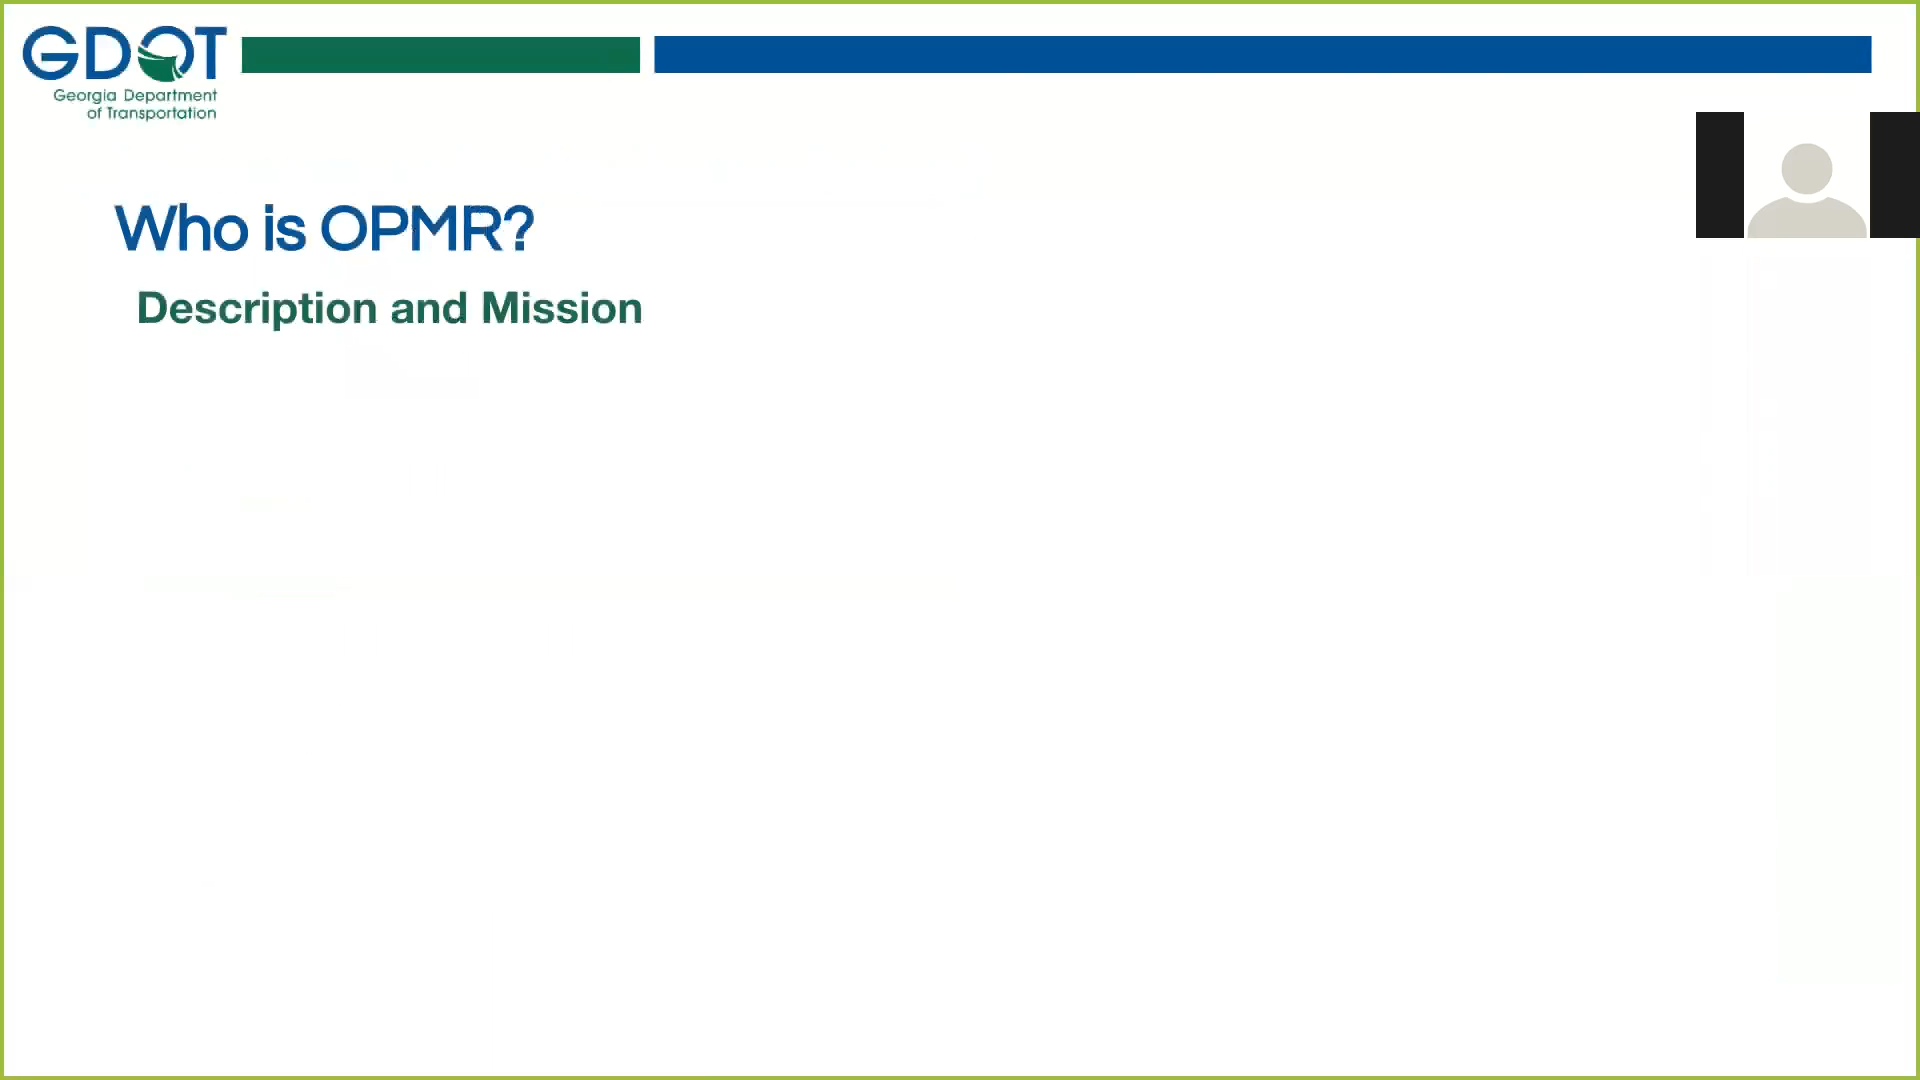 GDOT
Georgia Department
of Transportation
Who is OPMR?
Description and Mission